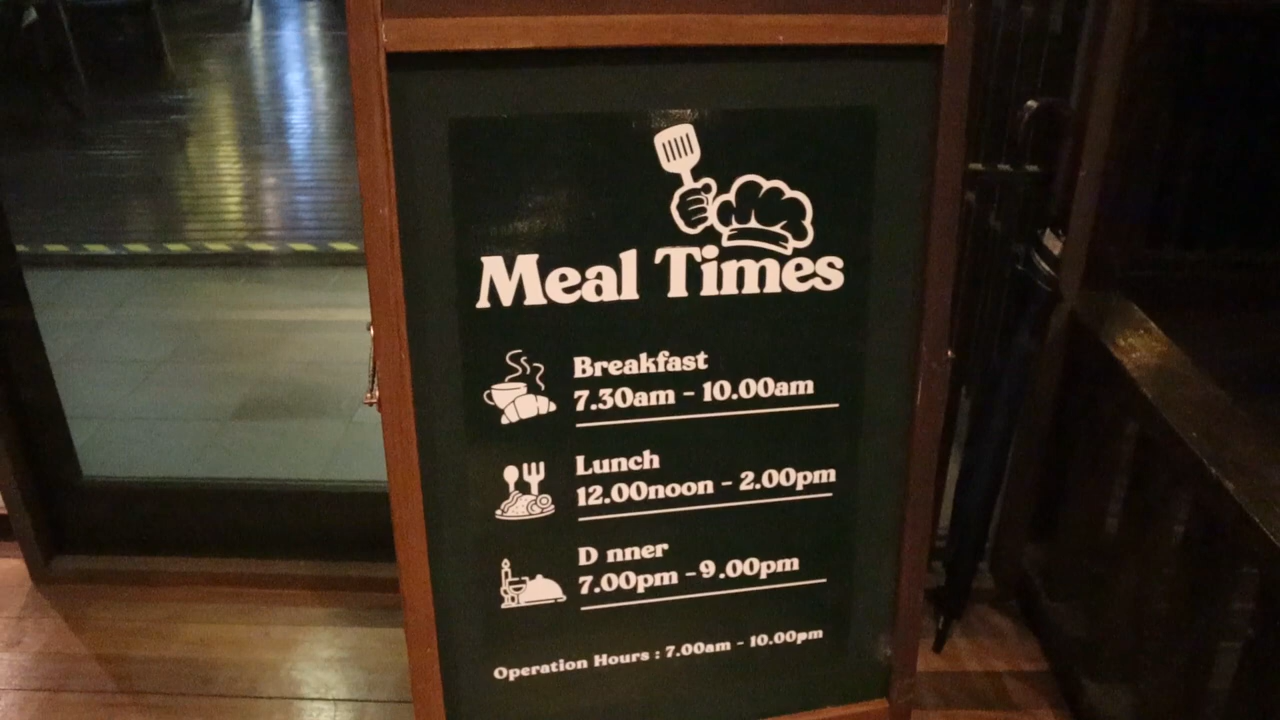 Meal Times
Breakfast
7.30am - 10.00am
Lunch
12.00noon - 2.00pm
D nner
7.00pm - 9.00pm
Operation Hours : 7.00am - 10.00pm